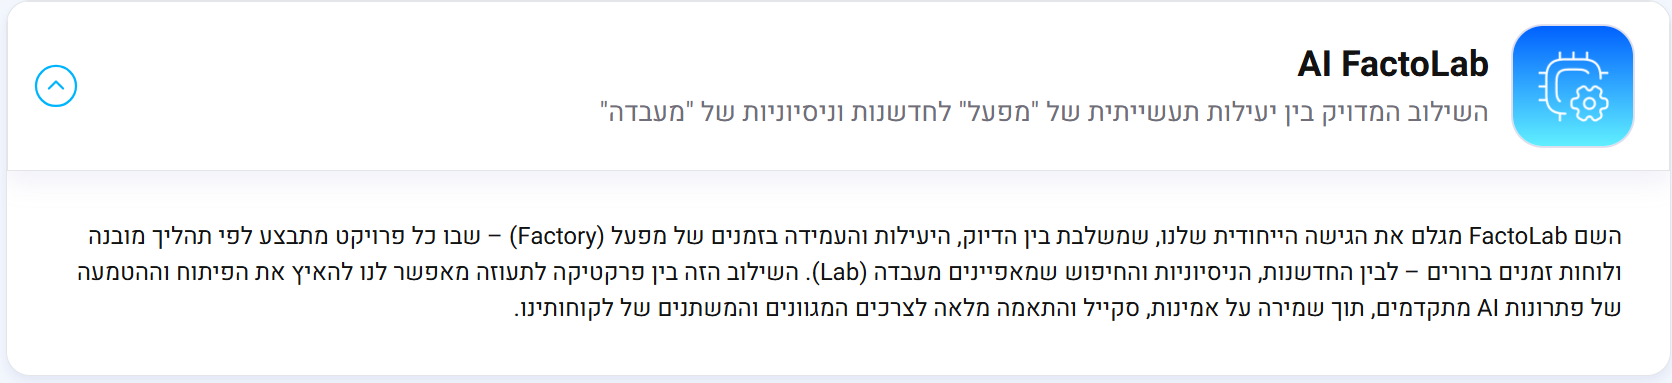 AI FactoLab
השילוב המדויק בין יעילות תעשייתית של "מפעל" לחדשנות וניסיוניות של "מעבדה"
השם FactoLab מגלם את הגישה הייחודית שלנו, שמשלבת בין הדיוק, היעילות והעמידה בזמנים של מפעל (Factory) – שבו כל פרויקט מתבצע לפי תהליך מובנה
ולוחות זמנים ברורים – לבין החדשנות, הניסיוניות והחיפוש שמאפיינים מעבדה (Lab). השילוב הזה בין פרקטיקה לתעוזה מאפשר לנו להאיץ את הפיתוח וההטמעה
של פתרונות AI מתקדמים, תוך שמירה על אמינות, סקייל והתאמה מלאה לצרכים המגוונים והמשתנים של לקוחותינו.